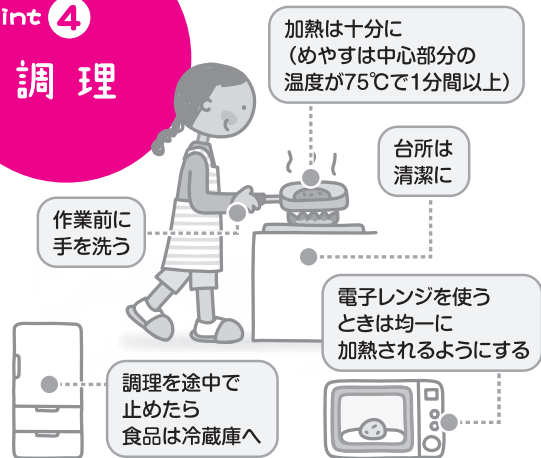 int 4
調理
加熱は十分に
（めやすは中心部分の
温度が75℃で1分間以上）
台所は
清潔に
作業前に
手を洗う
電子レンジを使う
ときは均一に
加熱されるようにする
調理を途中で
止めたら
食品は冷蔵庫へ